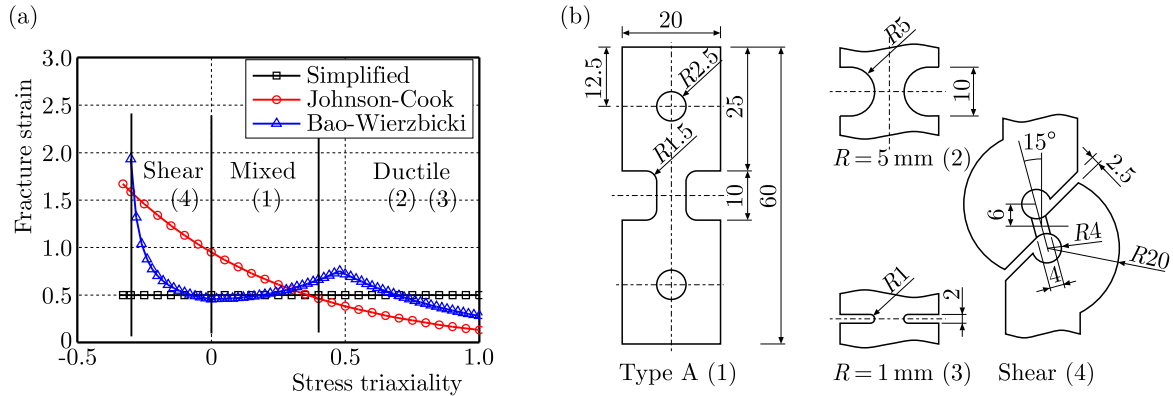 (a)
Fracture strain
3.0
2.5
2.0
1.5
1.0
0.5
0
-0.5
0
0.5
1.0
Stress triaxiality
Simplified
Johnson-Cook
Bao-Wierzbicki
Shear
(4)
Mixed
(1)
Ductile
(2) (3)
(b)
20
12.5
R2.5
25
R1.5
10
60
Type A (1)
R5
10
R = 5 mm (2)
R1
2
R = 1 mm (3)
15°
2.5
6
R4
R20
4
Shear (4)